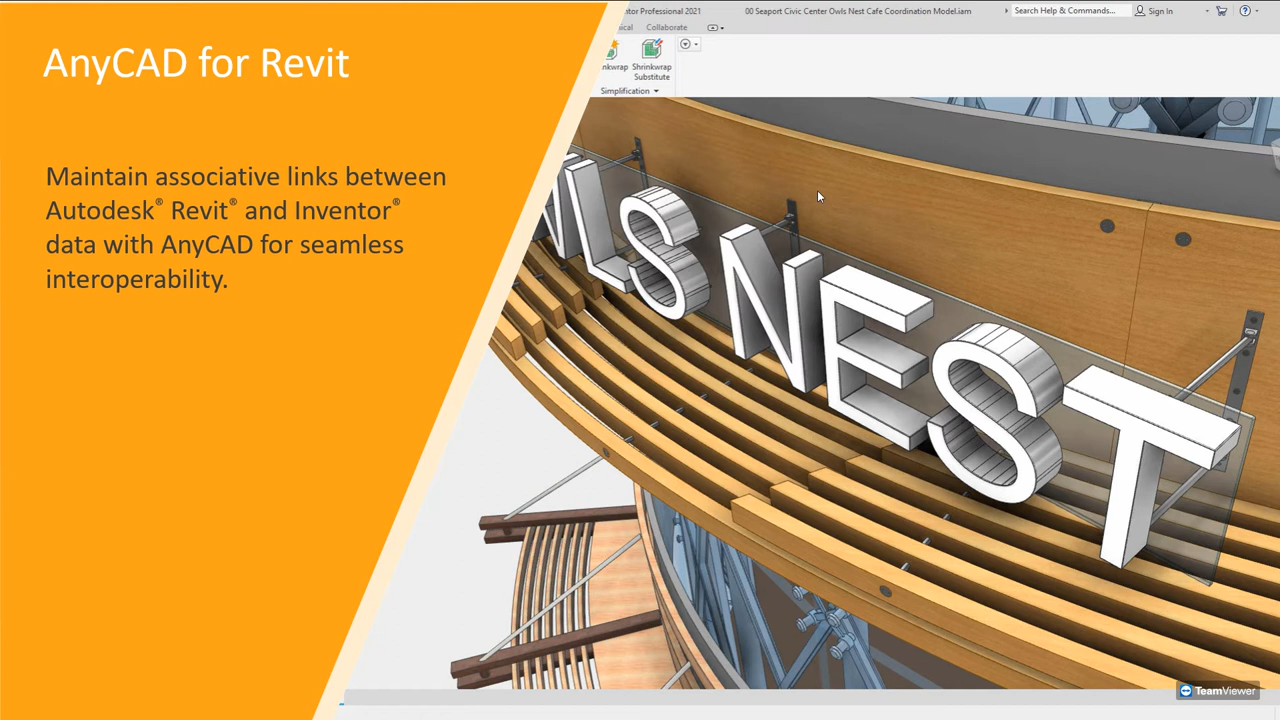 AnyCAD for Revit
Maintain associative links between
Autodesk® Revit® and Inventor®
data with AnyCAD for seamless
interoperability.
ntor Professional 2021
00 Seaport Civic Center Owls Nest Cafe Coordination Model.iam
Search Help & Commands...
Sign In
ical
Collaborate
nkwrap
Shrinkwrap
Substitute
Simplification
WLS NEST
TeamViewer